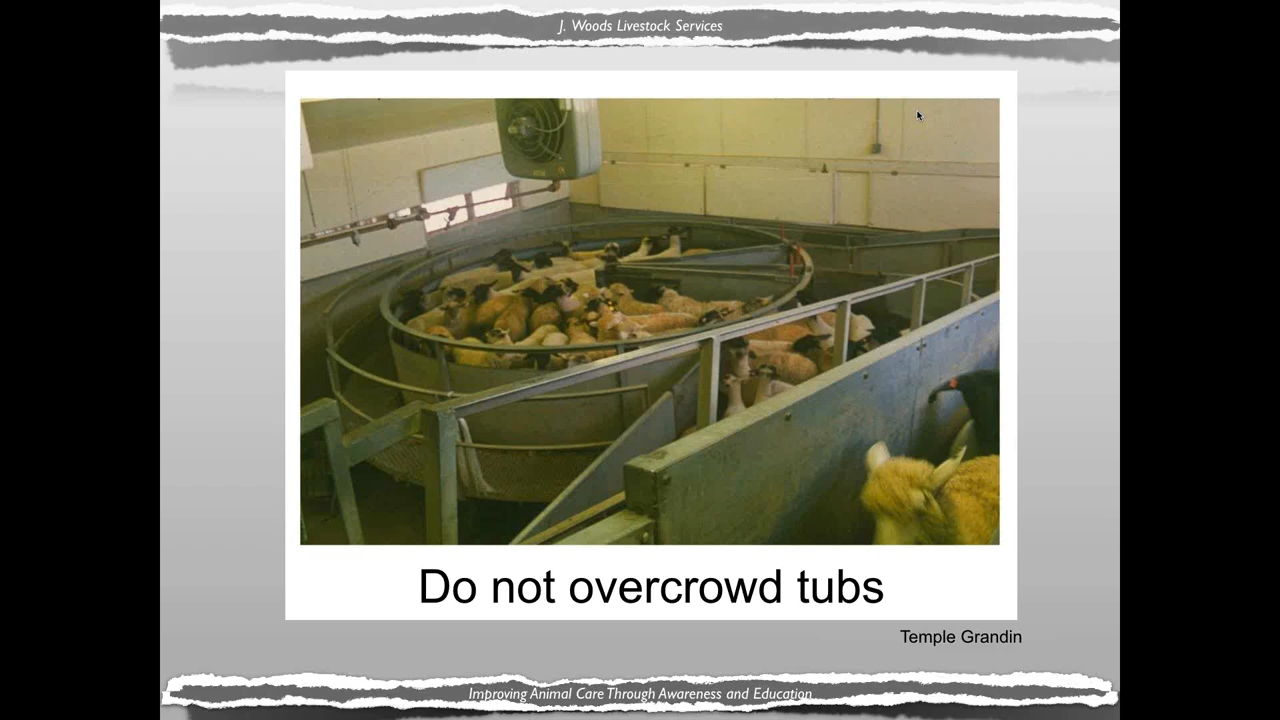 J. Woods Livestock Services
Do not overcrowd tubs
Temple Grandin
Improving Animal Care Through Awareness and Education